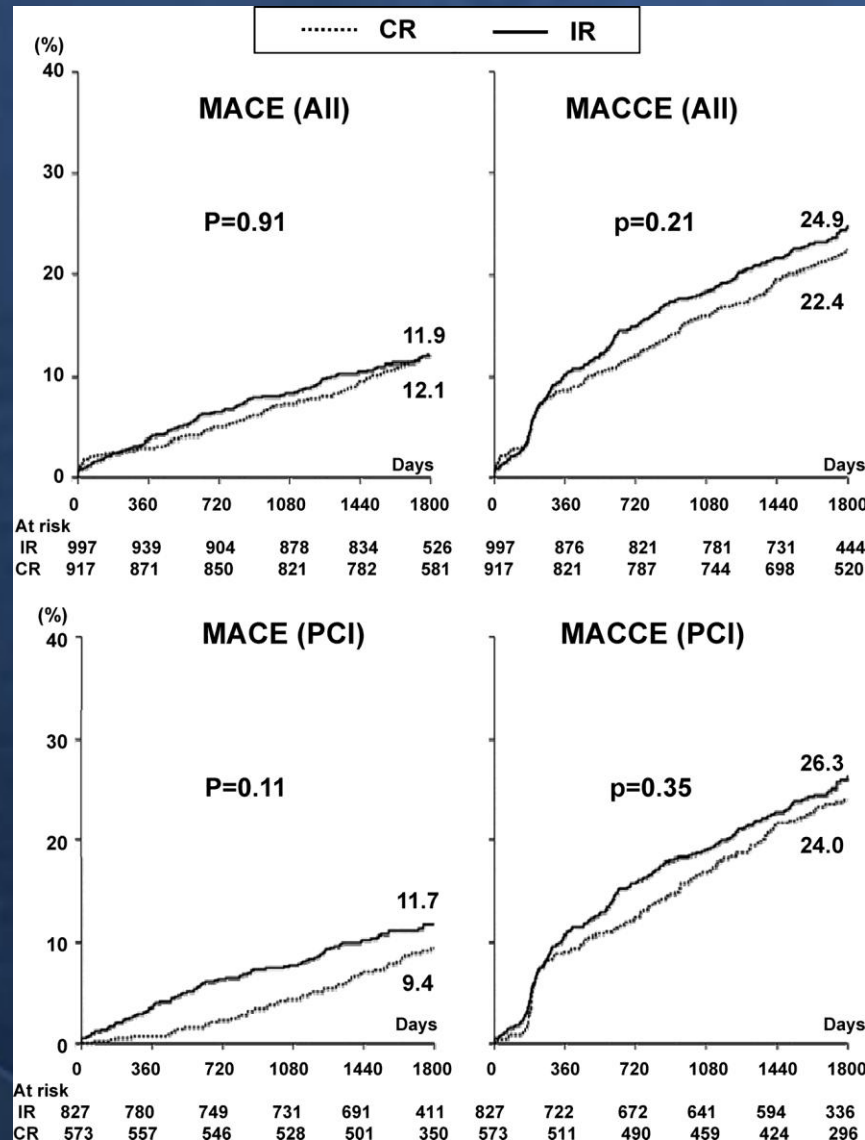 CR IR
(%)
40
30
20
10
0
MACE (All)
P=0.91
11.9
12.1
Days
0 360 720 1080 1440 1800
At risk
IR 997 939 904 878 834 526
CR 917 871 850 821 782 581
MACCE (All)
p=0.21
24.9
22.4
Days
0 360 720 1080 1440 1800
997 876 821 781 731 444
917 821 787 744 698 520
(%)
40
30
20
10
0
MACE (PCI)
P=0.11
11.7
9.4
Days
0 360 720 1080 1440 1800
At risk
IR 827 780 749 731 691 411
CR 573 557 546 528 501 350
MACCE (PCI)
p=0.35
26.3
24.0
Days
0 360 720 1080 1440 1800
827 722 672 641 594 336
573 511 490 459 424 296